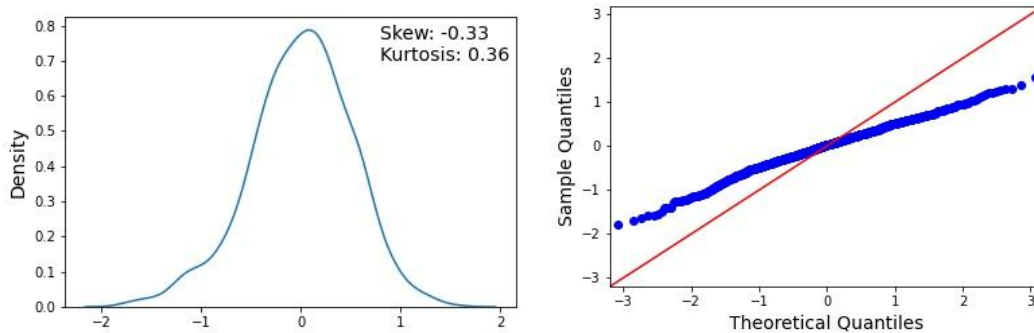 Skew: -0.33
Kurtosis: 0.36
Density
0.8
0.7
0.6
0.5
0.4
0.3
0.2
0.1
0.0
−2 −1 0 1 2
Sample Quantiles
3
2
1
0
−1
−2
−3
−3 −2 −1 0 1 2 3
Theoretical Quantiles